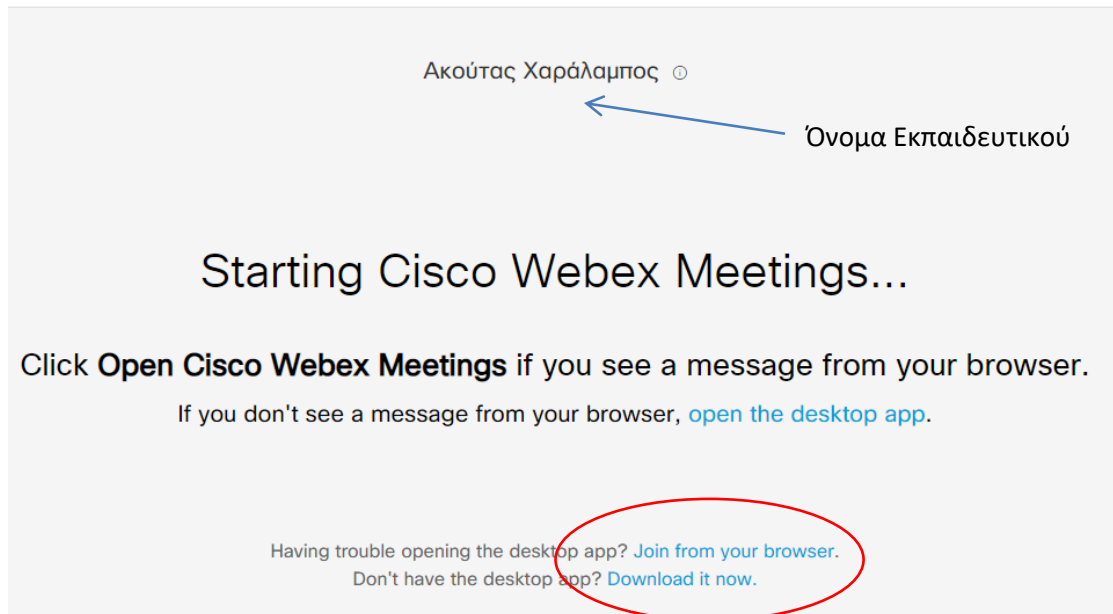 Ακούτας Χαράλαμπος
Όνομα Εκπαιδευτικού
Starting Cisco Webex Meetings...
Click Open Cisco Webex Meetings if you see a message from your browser.
If you don't see a message from your browser, open the desktop app.
Having trouble opening the desktop app? Join from your browser.
Don't have the desktop app? Download it now.